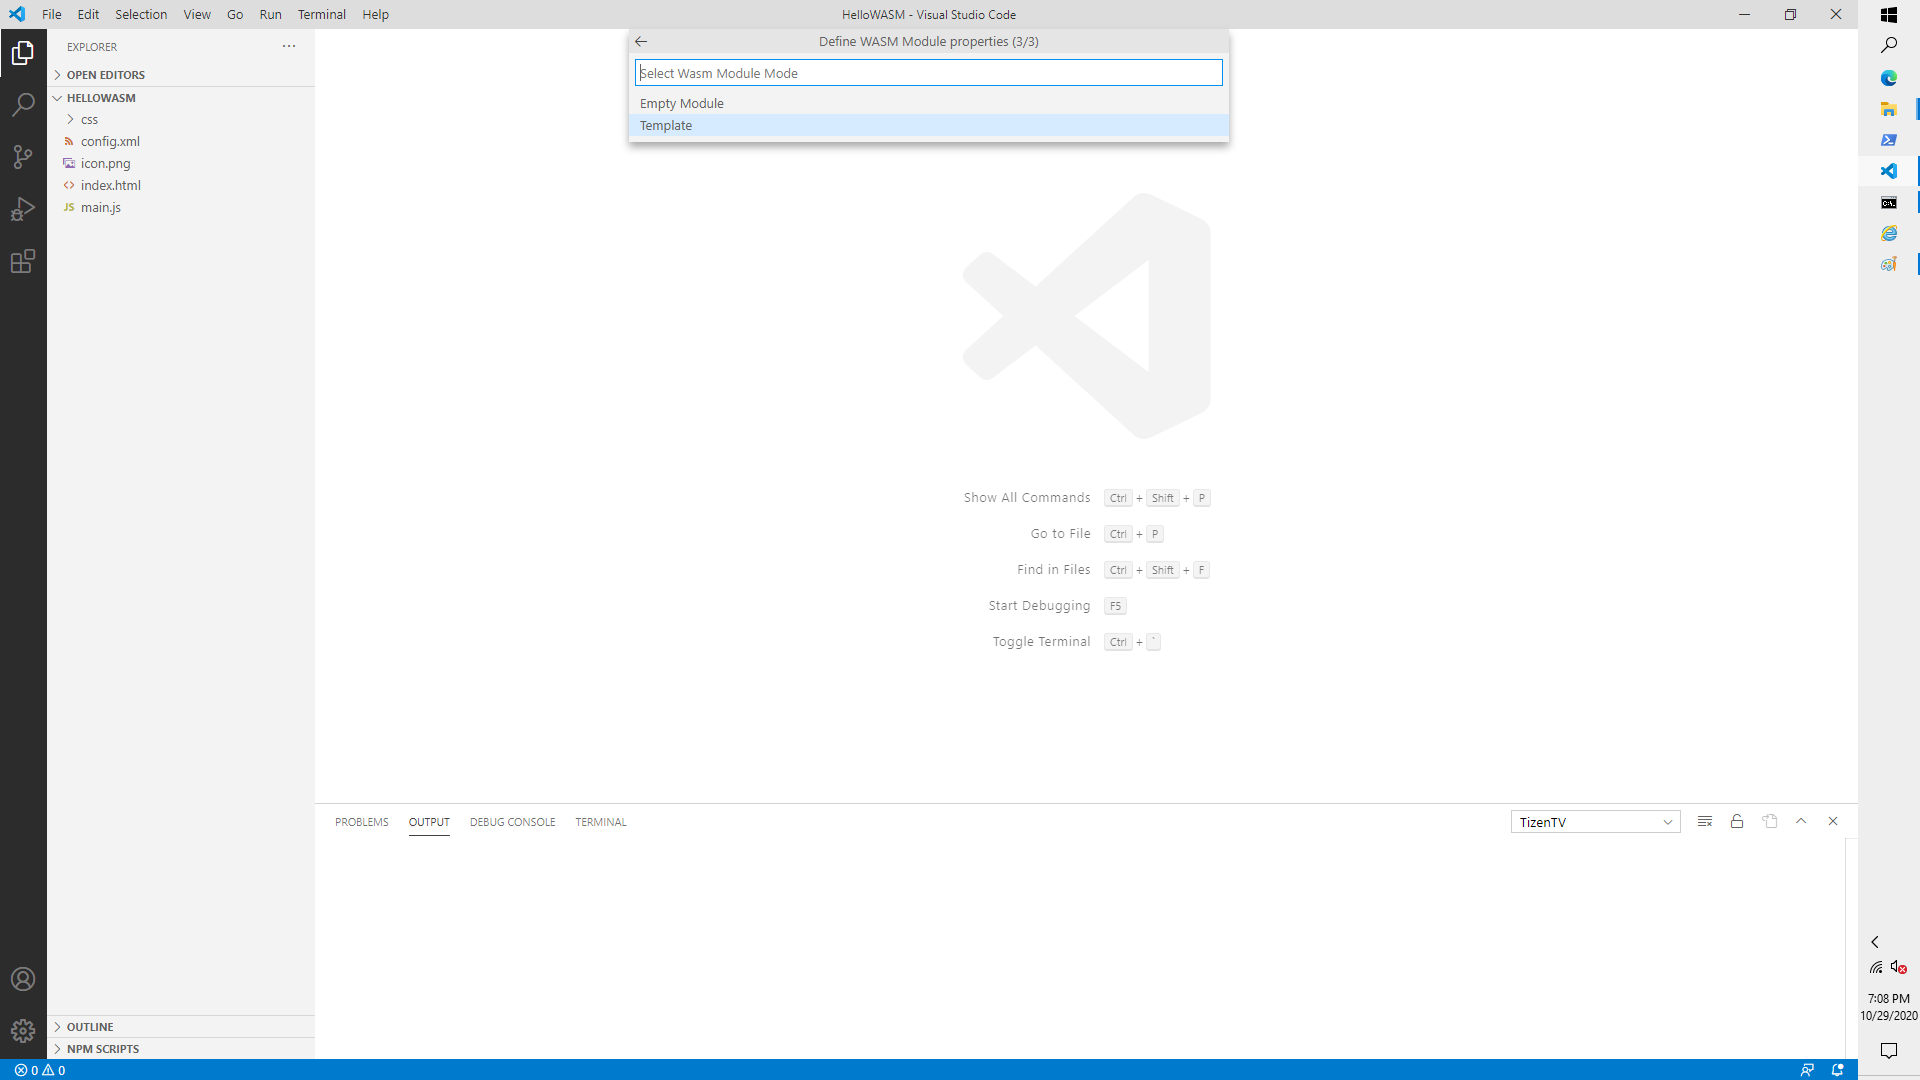 File Edit Selection View Go Run Terminal Help
HelloWASM - Visual Studio Code
EXPLORER
OPEN EDITORS
HELLOWASM
css
config.xml
icon.png
<> index.html
JS main.js
OUTLINE
NPM SCRIPTS
Define WASM Module properties (3/3)
Select Wasm Module Mode
Empty Module
Template
Show All Commands Ctrl + Shift + P
Go to File Ctrl + P
Find in Files Ctrl + Shift + F
Start Debugging F5
Toggle Terminal Ctrl + `
PROBLEMS OUTPUT DEBUG CONSOLE TERMINAL
TizenTV
0 0
C:\.
7:08 PM
10/29/2020